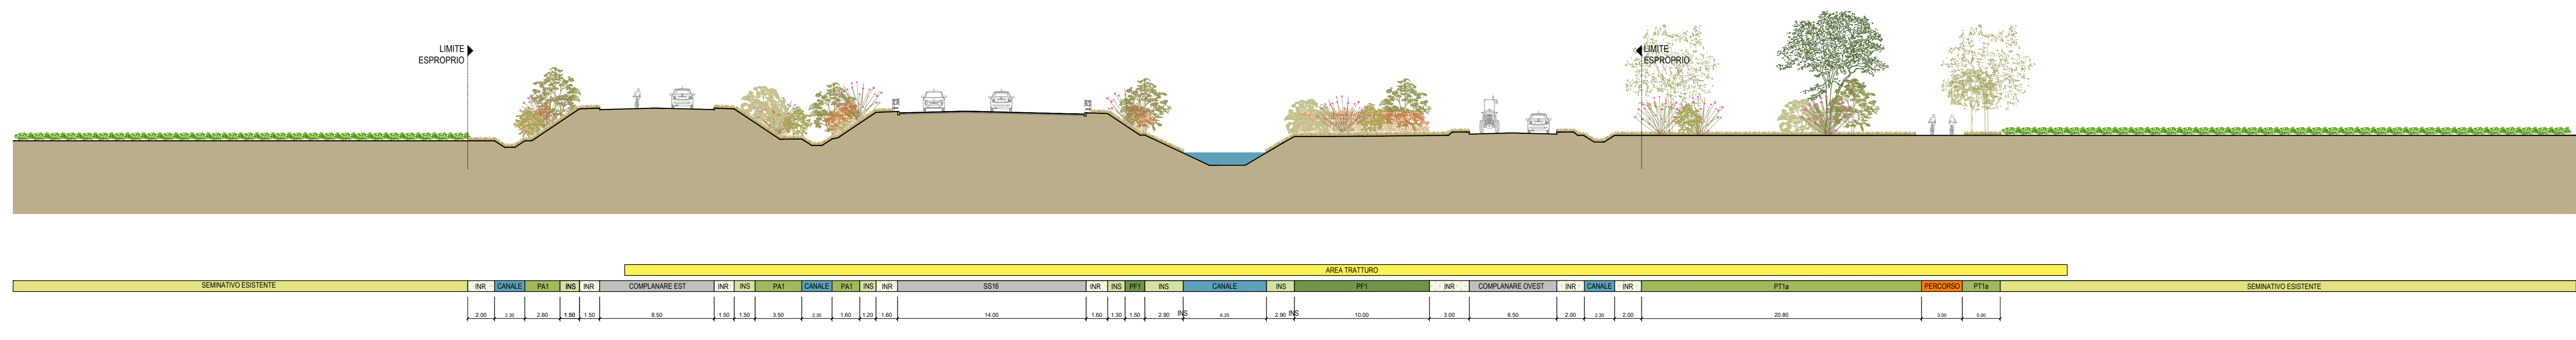 LIMITE
ESPROPRIO
LIMITE
ESPROPRIO
AREA TRATTURO
SEMINATIVO ESISTENTE INR CANALE PA1 INS INR COMPLANARE EST INR INS PA1 CANALE PA1 INS INR SS16 INR INS PF1 INS CANALE INS PF1 INR COMPLANARE OVEST INR CANALE INR PT1a PERCORSO PT1a SEMINATIVO ESISTENTE
2.00 2.30 2.60 1.50 1.50 8.50 1.50 1.50 3.50 2.30 1.60 1.20 1.60 14.00 1.60 1.30 1.50 2.90 INS 6.20 2.90 INS 10.00 3.00 6.50 2.00 2.30 2.00 20.80 3.00 5.00